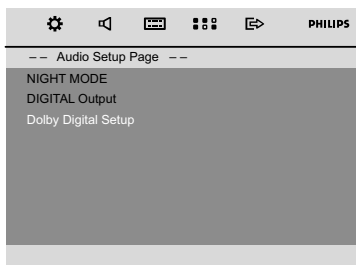 PHILIPS
-- Audio Setup Page --
NIGHT MODE
DIGITAL Output
Dolby Digital Setup